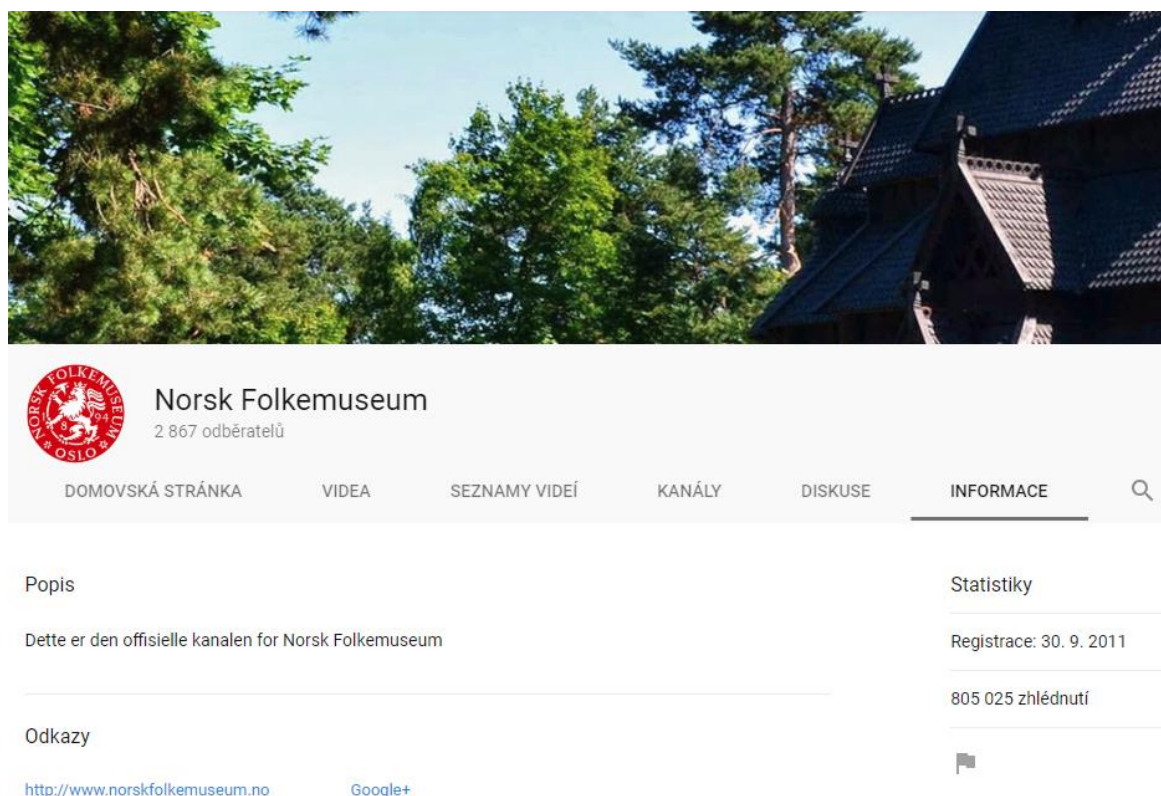 NORSK FOLKEMUSEUM
1894
OSLO
Norsk Folkemuseum
2 867 odběratelů
DOMOVSKÁ STRÁNKA VIDEA SEZNAMY VIDEÍ KANÁLY DISKUSE INFORMACE
Popis
Dette er den offisielle kanalen for Norsk Folkemuseum
Odkazy
http://www.norskfolkemuseum.no Google+
Statistiky
Registrace: 30. 9. 2011
805 025 zhlédnutí